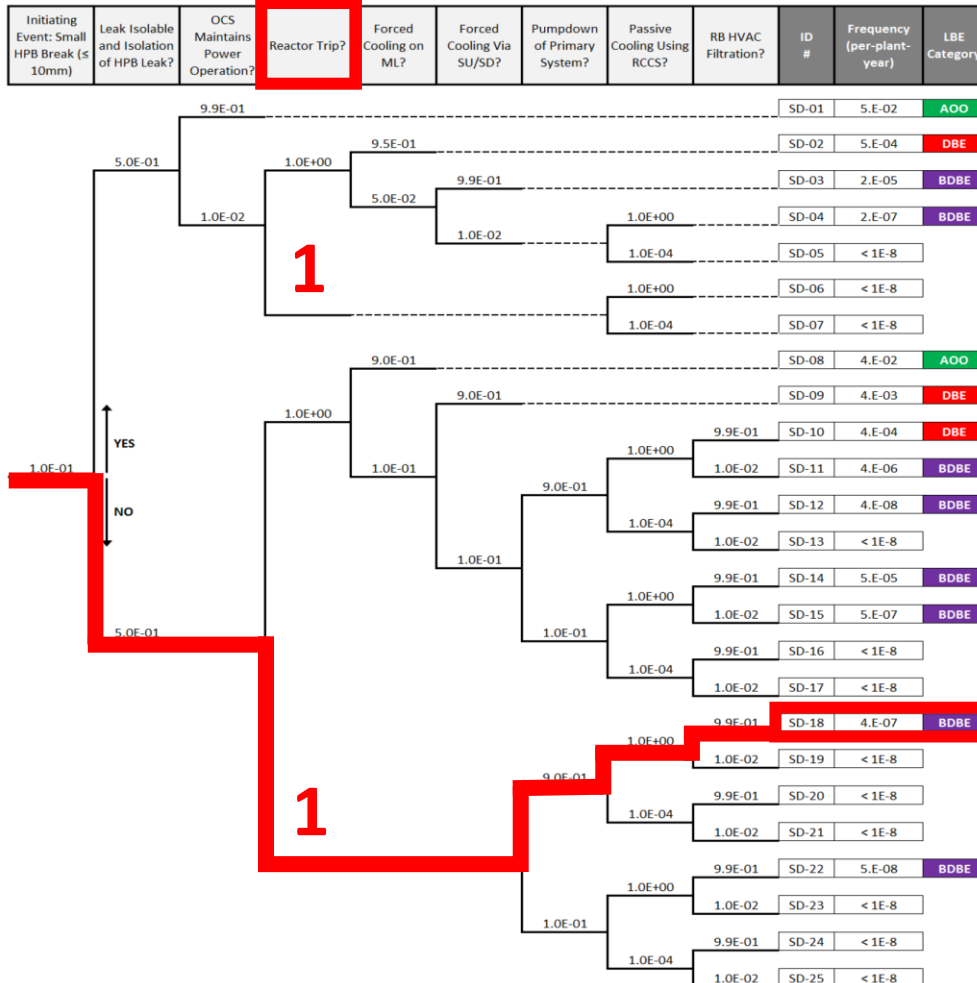 Initiating Event: Small HPB Break (≤ 10mm)
Leak Isolable and Isolation of HPB Leak?
OCS Maintains Power Operation?
Reactor Trip?
Forced Cooling on ML?
Forced Cooling Via SU/SD?
Pumpdown of Primary System?
Passive Cooling Using RCCS?
RB HVAC Filtration?
ID #
Frequency (per-plant-year)
LBE Category
9.9E-01
SD-01 5.E-02 AOO
9.5E-01
SD-02 5.E-04 DBE
5.0E-01
1.0E+00
9.9E-01
SD-03 2.E-05 BDBE
5.0E-02
1.0E-02
1.0E+00
SD-04 2.E-07 BDBE
1.0E-02
1.0E-04
SD-05 < 1E-8
1
1.0E+00
SD-06 < 1E-8
1.0E-04
SD-07 < 1E-8
9.0E-01
SD-08 4.E-02 AOO
9.0E-01
SD-09 4.E-03 DBE
1.0E+00
9.9E-01
SD-10 4.E-04 DBE
YES
1.0E+00
1.0E-01
1.0E-01
1.0E-02
SD-11 4.E-06 BDBE
9.0E-01
NO
9.9E-01
SD-12 4.E-08 BDBE
1.0E-04
1.0E-02
SD-13 < 1E-8
1.0E-01
9.9E-01
SD-14 5.E-05 BDBE
1.0E+00
1.0E-02
SD-15 5.E-07 BDBE
5.0E-01
1.0E-01
9.9E-01
SD-16 < 1E-8
1.0E-04
1.0E-02
SD-17 < 1E-8
9.9E-01
SD-18 4.E-07 BDBE
1.0E+00
1.0E-02
SD-19 < 1E-8
9.0E-01
9.9E-01
SD-20 < 1E-8
1
1.0E-04
1.0E-02
SD-21 < 1E-8
9.9E-01
SD-22 5.E-08 BDBE
1.0E+00
1.0E-02
SD-23 < 1E-8
1.0E-01
9.9E-01
SD-24 < 1E-8
1.0E-04
1.0E-02
SD-25 < 1E-8